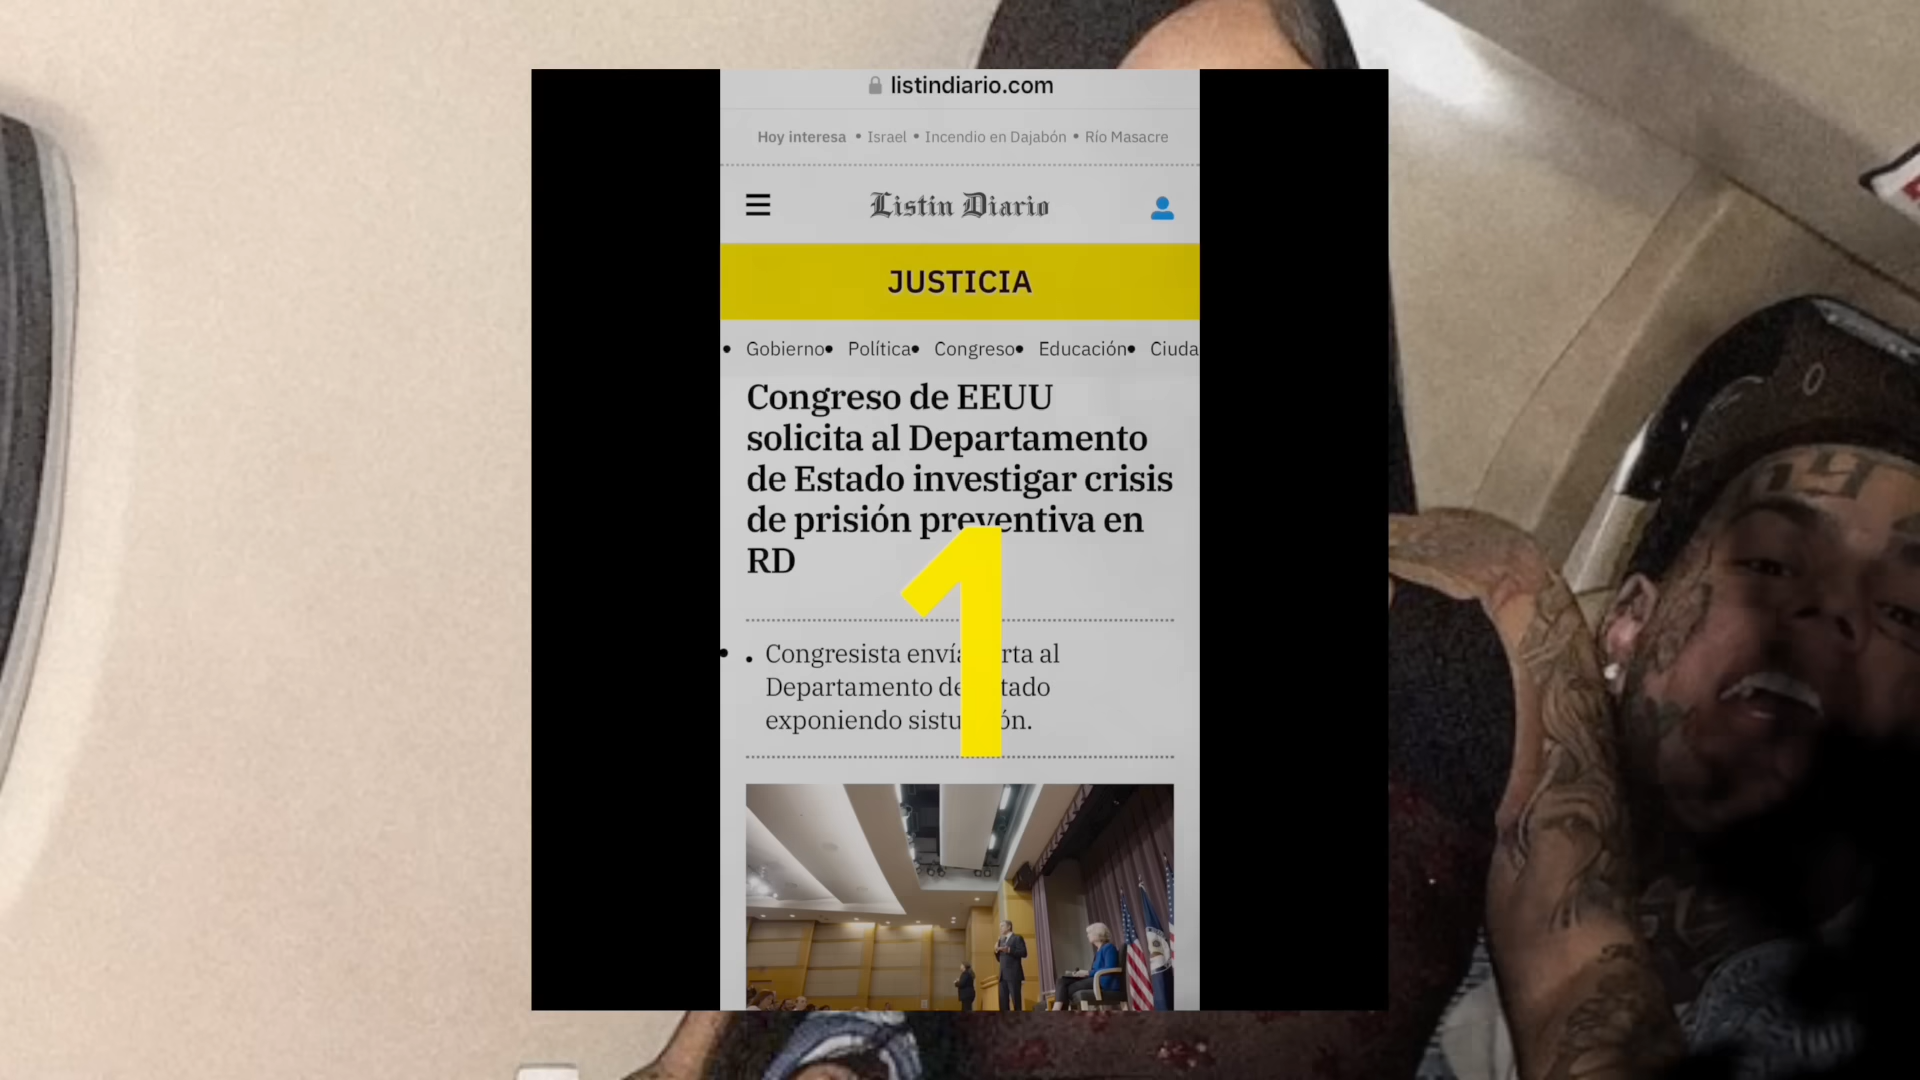 listindiario.com
Hoy interesa • Israel • Incendio en Dajabón • Río Masacre
Listin Diario
JUSTICIA
• Gobierno• Política• Congreso• Educación• Ciuda
Congreso de EEUU
solicita al Departamento
de Estado investigar crisis
de prisión preventiva en
RD
1
Congresista envía rta al
Departamento de tado
exponiendo sistu ón.